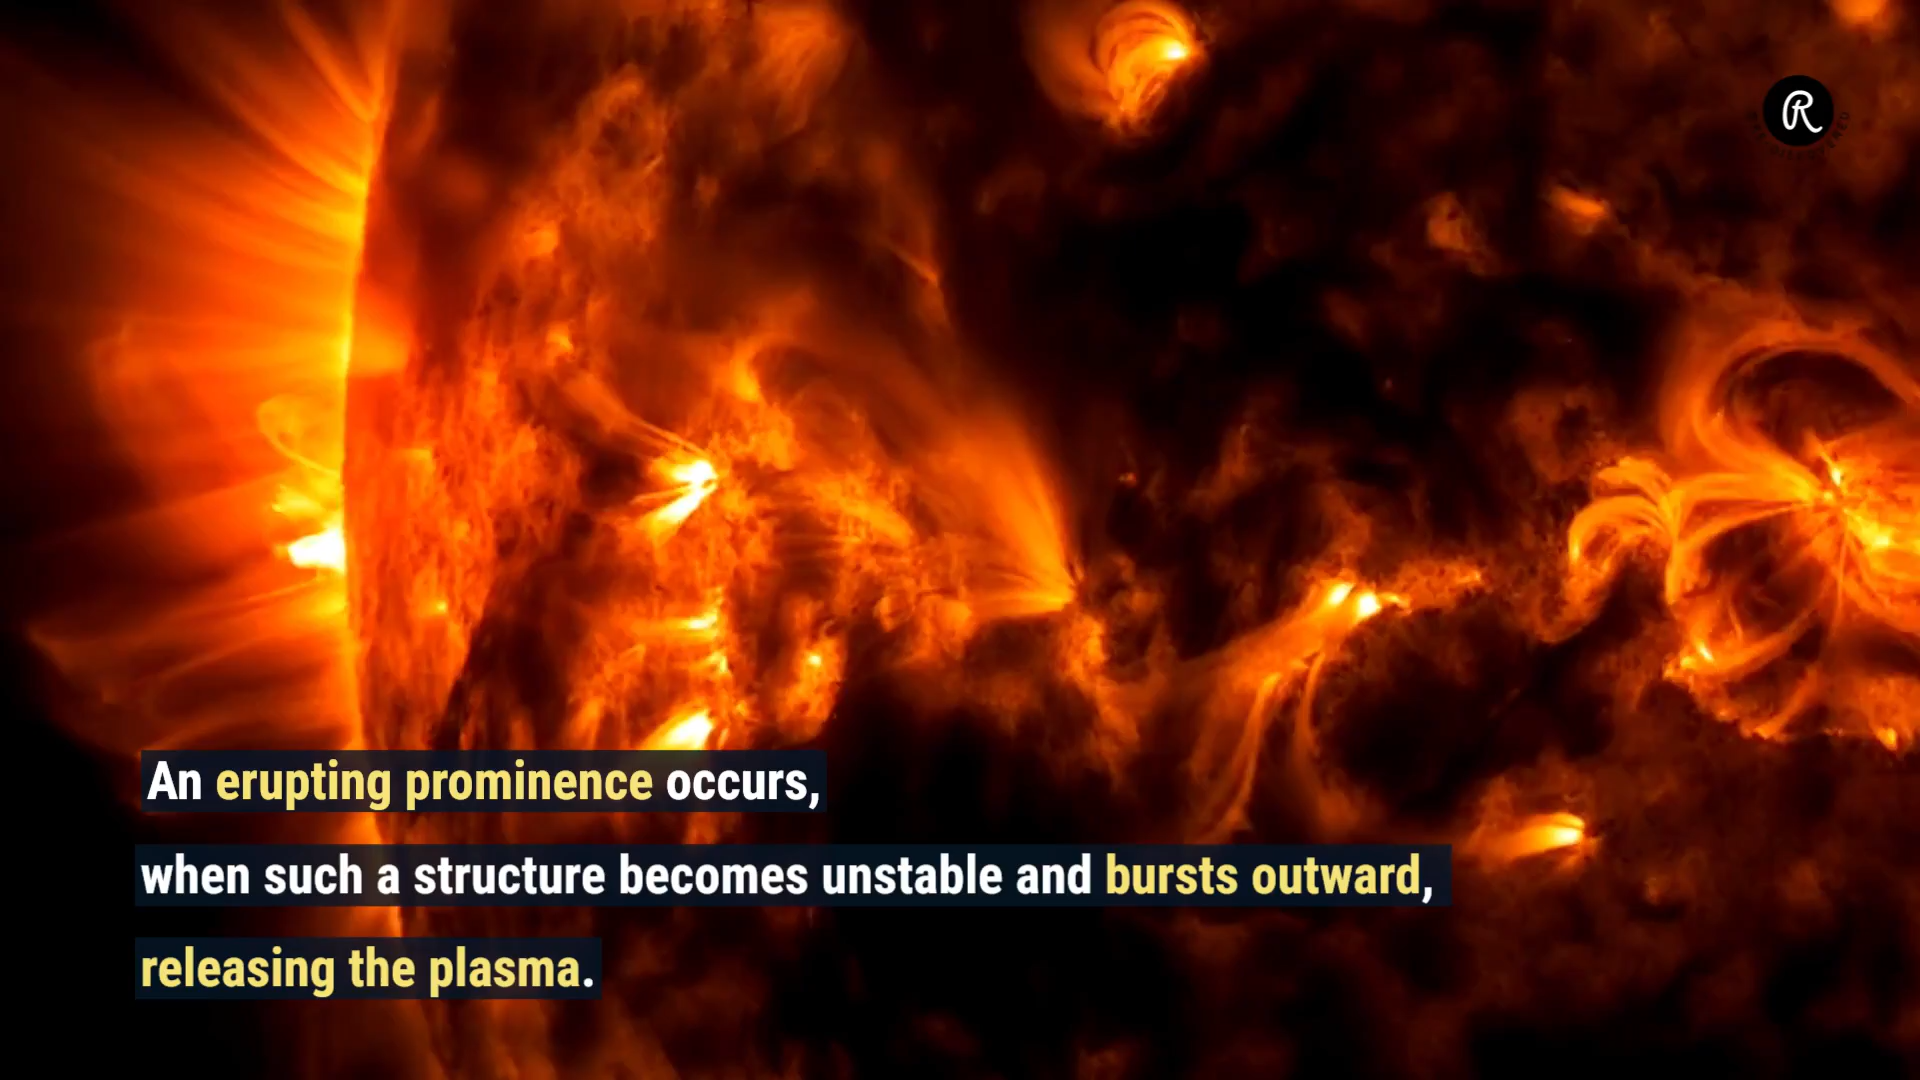 R
An erupting prominence occurs,
when such a structure becomes unstable and bursts outward,
releasing the plasma.